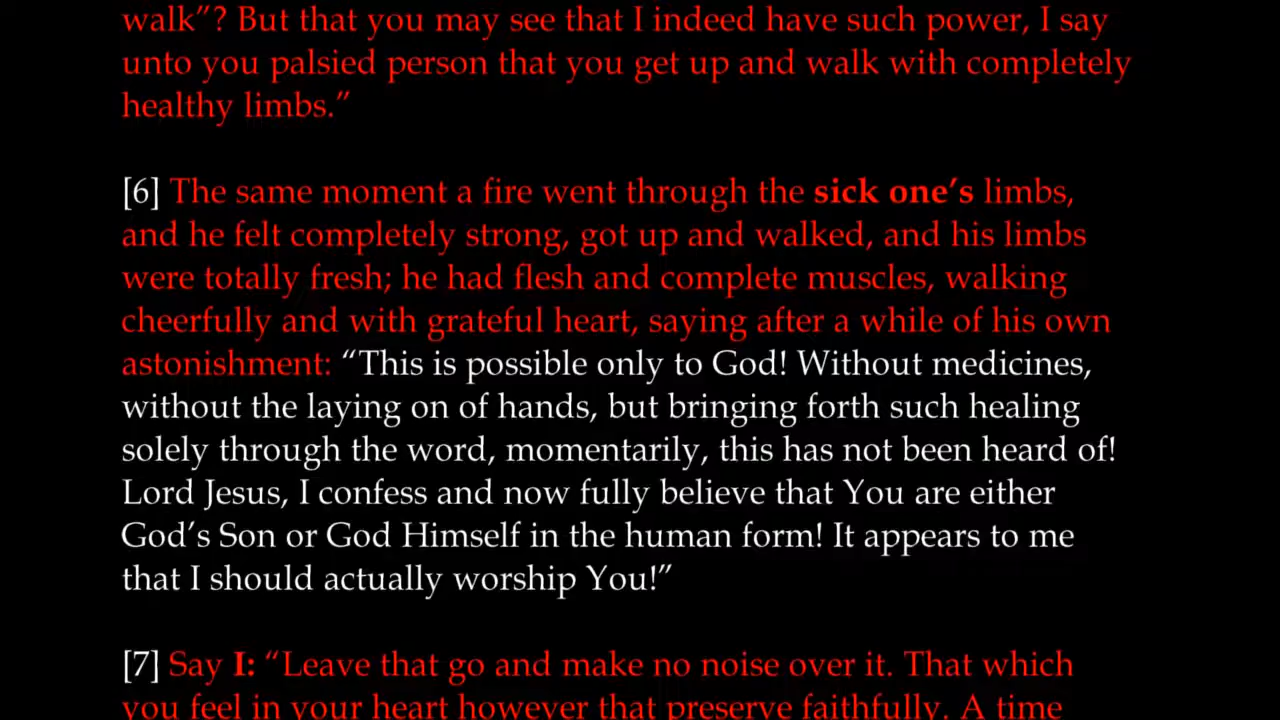 walk”? But that you may see that I indeed have such power, I say
unto you palsied person that you get up and walk with completely
healthy limbs.”
[6] The same moment a fire went through the sick one’s limbs,
and he felt completely strong, got up and walked, and his limbs
were totally fresh; he had flesh and complete muscles, walking
cheerfully and with grateful heart, saying after a while of his own
astonishment: “This is possible only to God! Without medicines,
without the laying on of hands, but bringing forth such healing
solely through the word, momentarily, this has not been heard of!
Lord Jesus, I confess and now fully believe that You are either
God’s Son or God Himself in the human form! It appears to me
that I should actually worship You!”
[7] Say I: “Leave that go and make no noise over it. That which
you feel in your heart however that preserve faithfully. A time